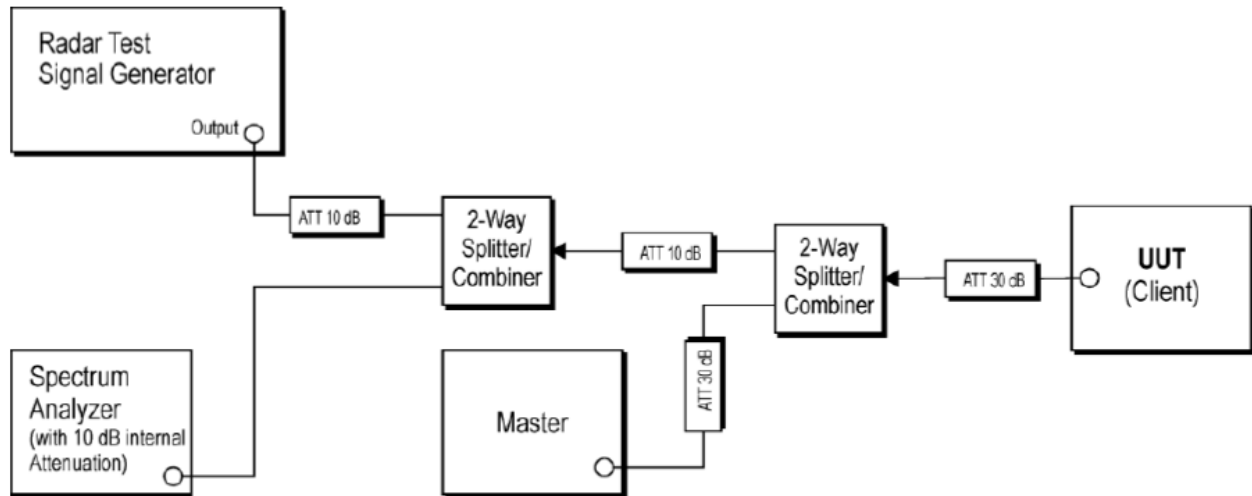 Radar Test
Signal Generator
Output
ATT 10 dB
2-Way
Splitter/
Combiner
ATT 10 dB
2-Way
Splitter/
Combiner
ATT 30 dB
UUT
(Client)
Spectrum
Analyzer
(with 10 dB internal
Attenuation)
Master
ATT 30 dB